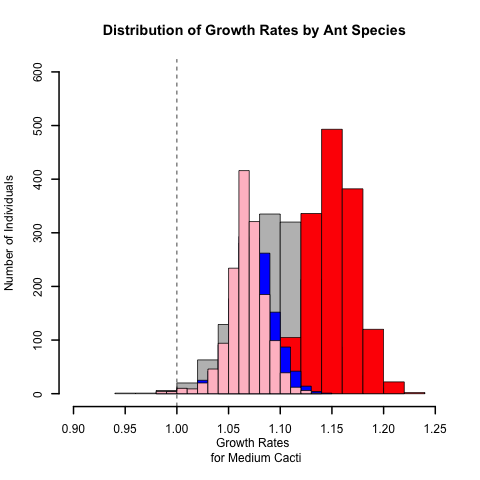 Distribution of Growth Rates by Ant Species
Number of Individuals
600
500
400
300
200
100
0
0.90 0.95 1.00 1.05 1.10 1.15 1.20 1.25
Growth Rates
for Medium Cacti